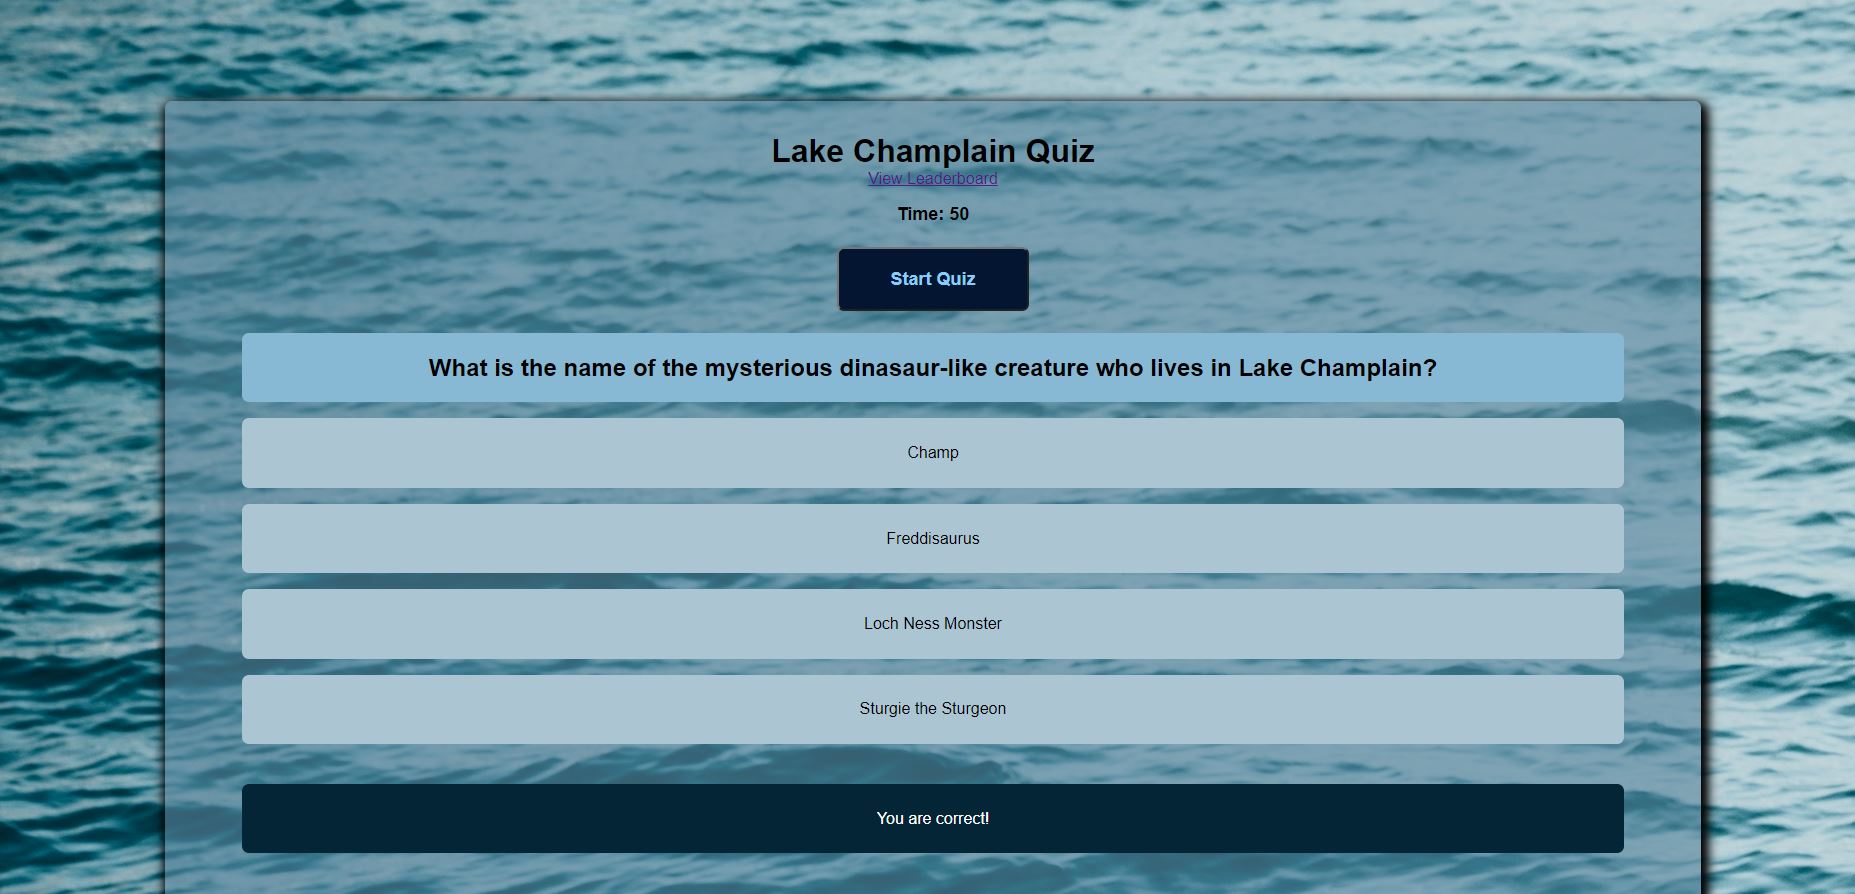 Lake Champlain Quiz
View Leaderboard
Time: 50
Start Quiz
What is the name of the mysterious dinasaur-like creature who lives in Lake Champlain?
Champ
Freddisaurus
Loch Ness Monster
Sturgie the Sturgeon
You are correct!